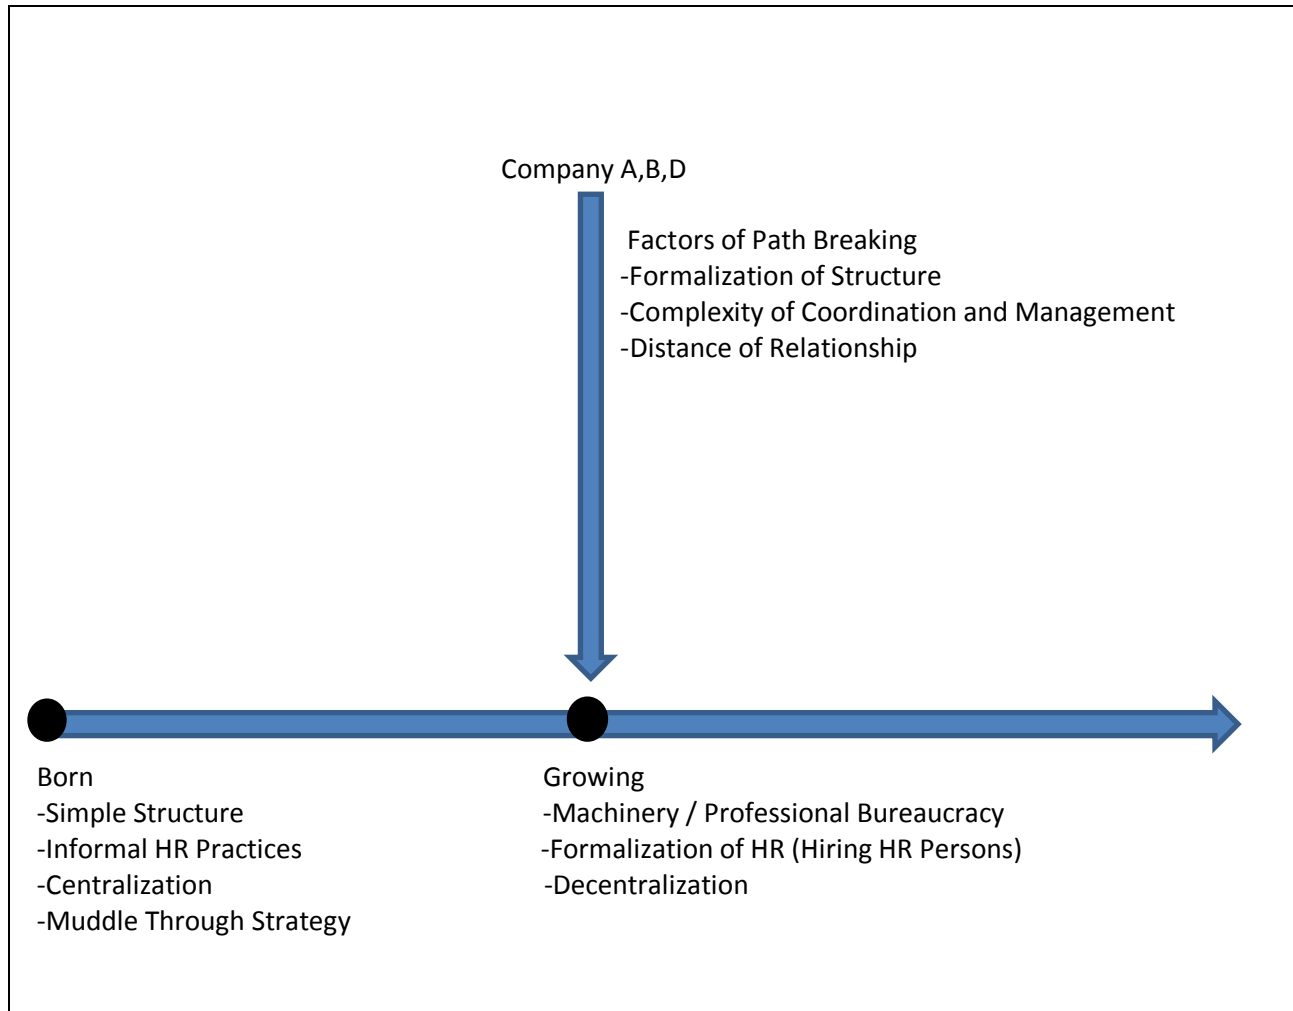 Company A,B,D
Factors of Path Breaking
-Formalization of Structure
-Complexity of Coordination and Management
-Distance of Relationship
Born
-Simple Structure
-Informal HR Practices
-Centralization
-Muddle Through Strategy
Growing
-Machinery / Professional Bureaucracy
-Formalization of HR (Hiring HR Persons)
-Decentralization